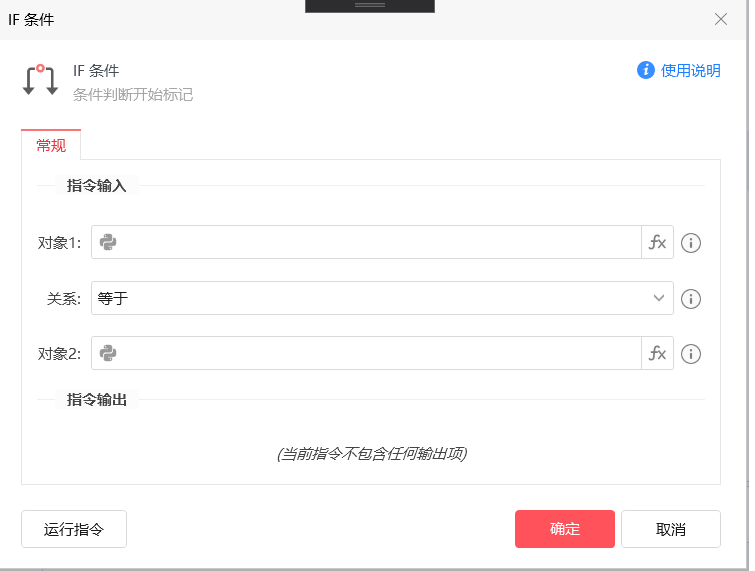 IF 条件
IF 条件
使用说明
条件判断开始标记
常规
指令输入
对象1:
fx
关系:
等于
对象2:
fx
指令输出
(当前指令不包含任何输出项)
运行指令
确定
取消